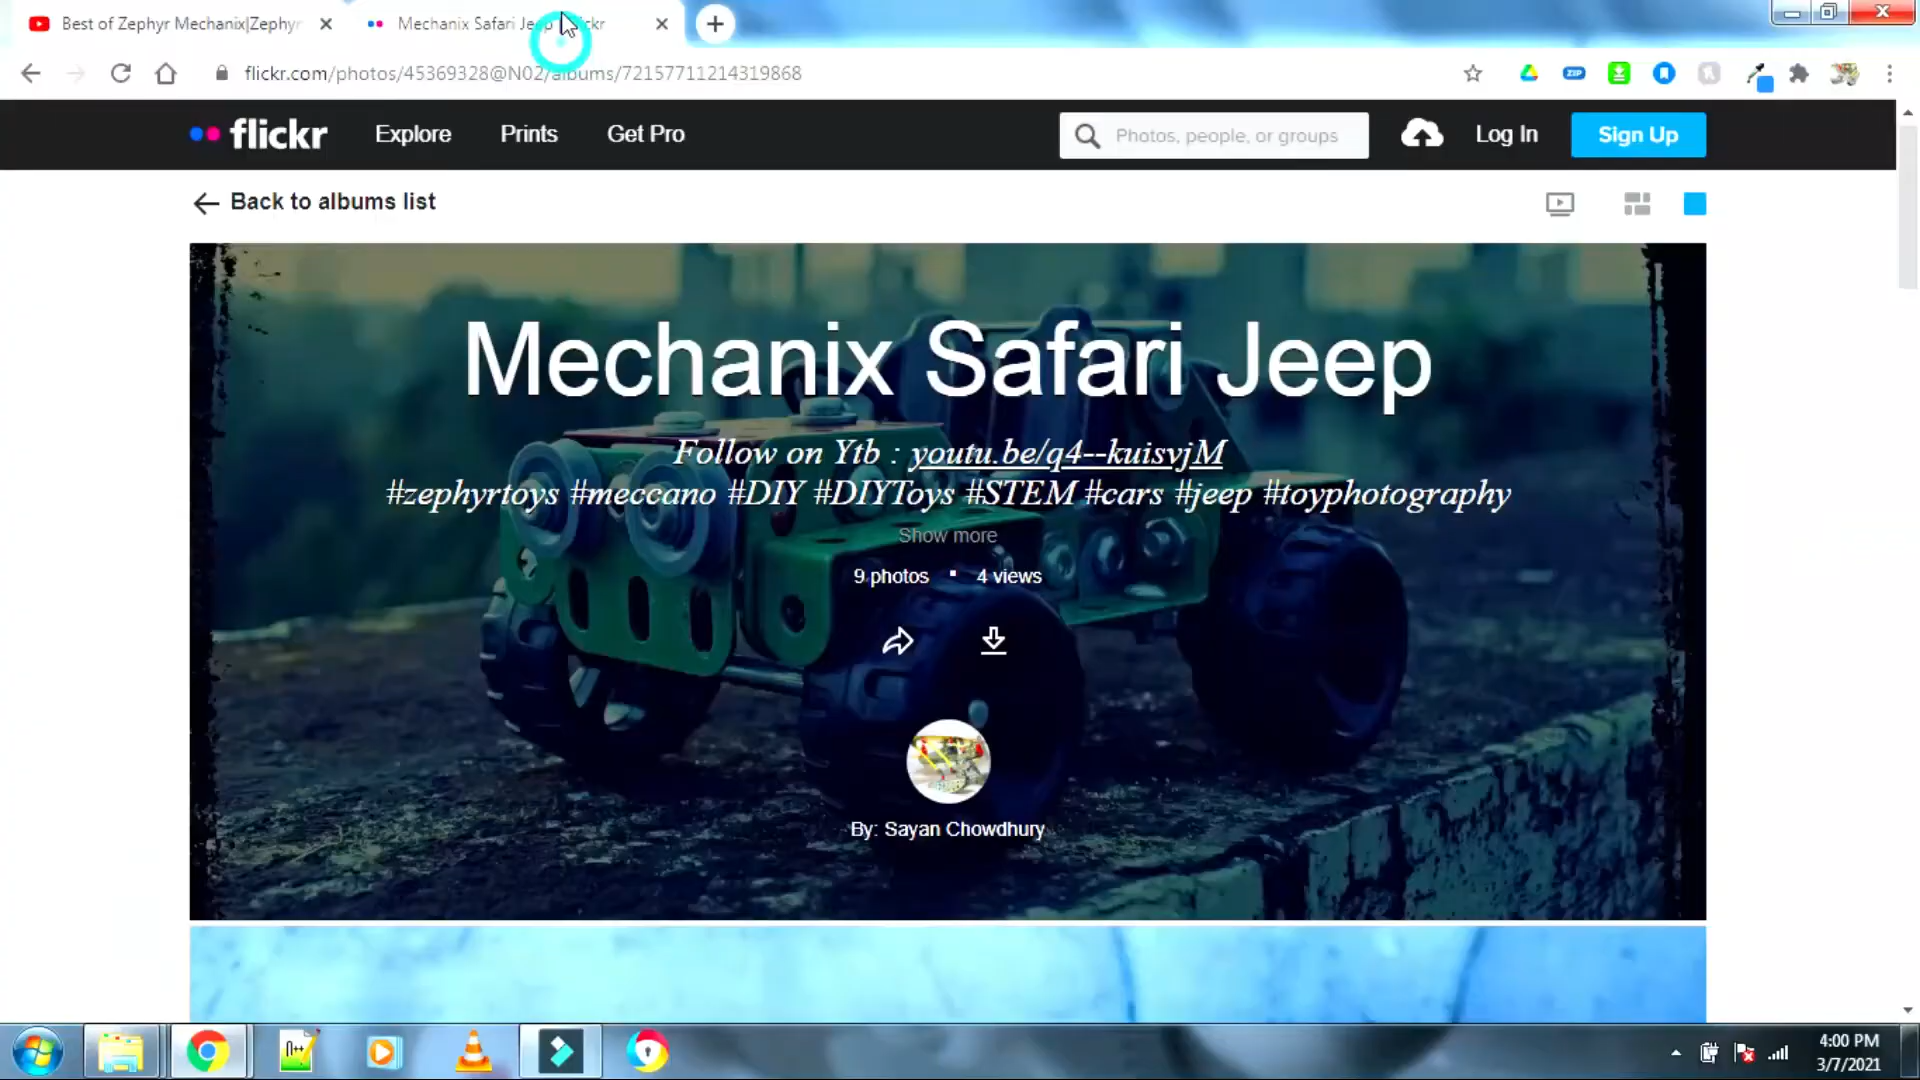 Best of Zephyr Mechanix|Zephyr
Mechanix Safari Jeep
flickr.com/photos/45369328@N02/albums/72157711214319868
ZIP
flickr
Explore
Prints
Get Pro
Photos, people, or groups
Log In
Sign Up
Back to albums list
Mechanix Safari Jeep
Follow on Ytb : youtu.be/q4--kuisvjM
#zephyrtoys #meccano #DIY #DIYToys #STEM #cars #jeep #toyphotography
Show more
9 photos
4 views
By: Sayan Chowdhury
n++
4:00 PM
3/7/2021